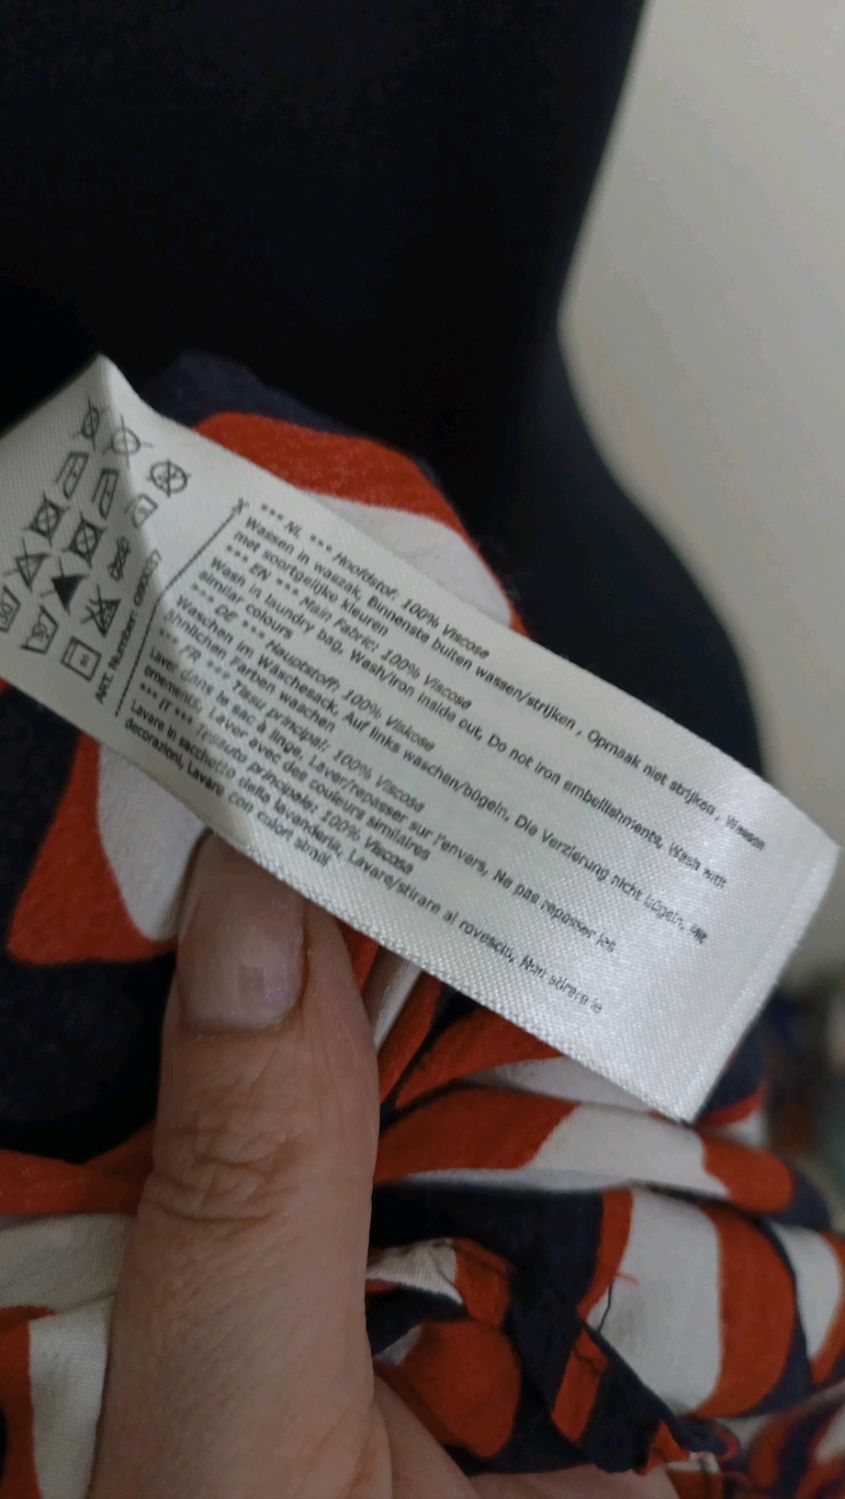 *** NL *** Hoofdstof: 100% Viscose
Wassen in waszak, Binnenste buiten wassen/strijken , Opmaak niet strijken , Wassen
met soortgelijke kleuren
*** EN *** Main Fabric: 100% Viscose
Wash in laundry bag, Wash/iron inside out, Do not iron embellishments, Wash with
similar colours
*** DE *** Hauptstoff: 100% Viskose
Waschen im Wäschesack, Auf links waschen/bügeln, Die Verzierung nicht bügeln, mit
ähnlichen Farben waschen
*** FR *** Tissu principal: 100% Viscose
Laver dans le sac à linge, Laver/repasser sur l'envers, Ne pas repasser les
ornements, Laver avec des couleurs similaires
*** IT *** Tessuto principale: 100% Viscosa
Lavare in sacchetto della lavanderia, Lavare/stirare al rovescio, Non stirare le
decorazioni, Lavare con colori simili
ART. Number: